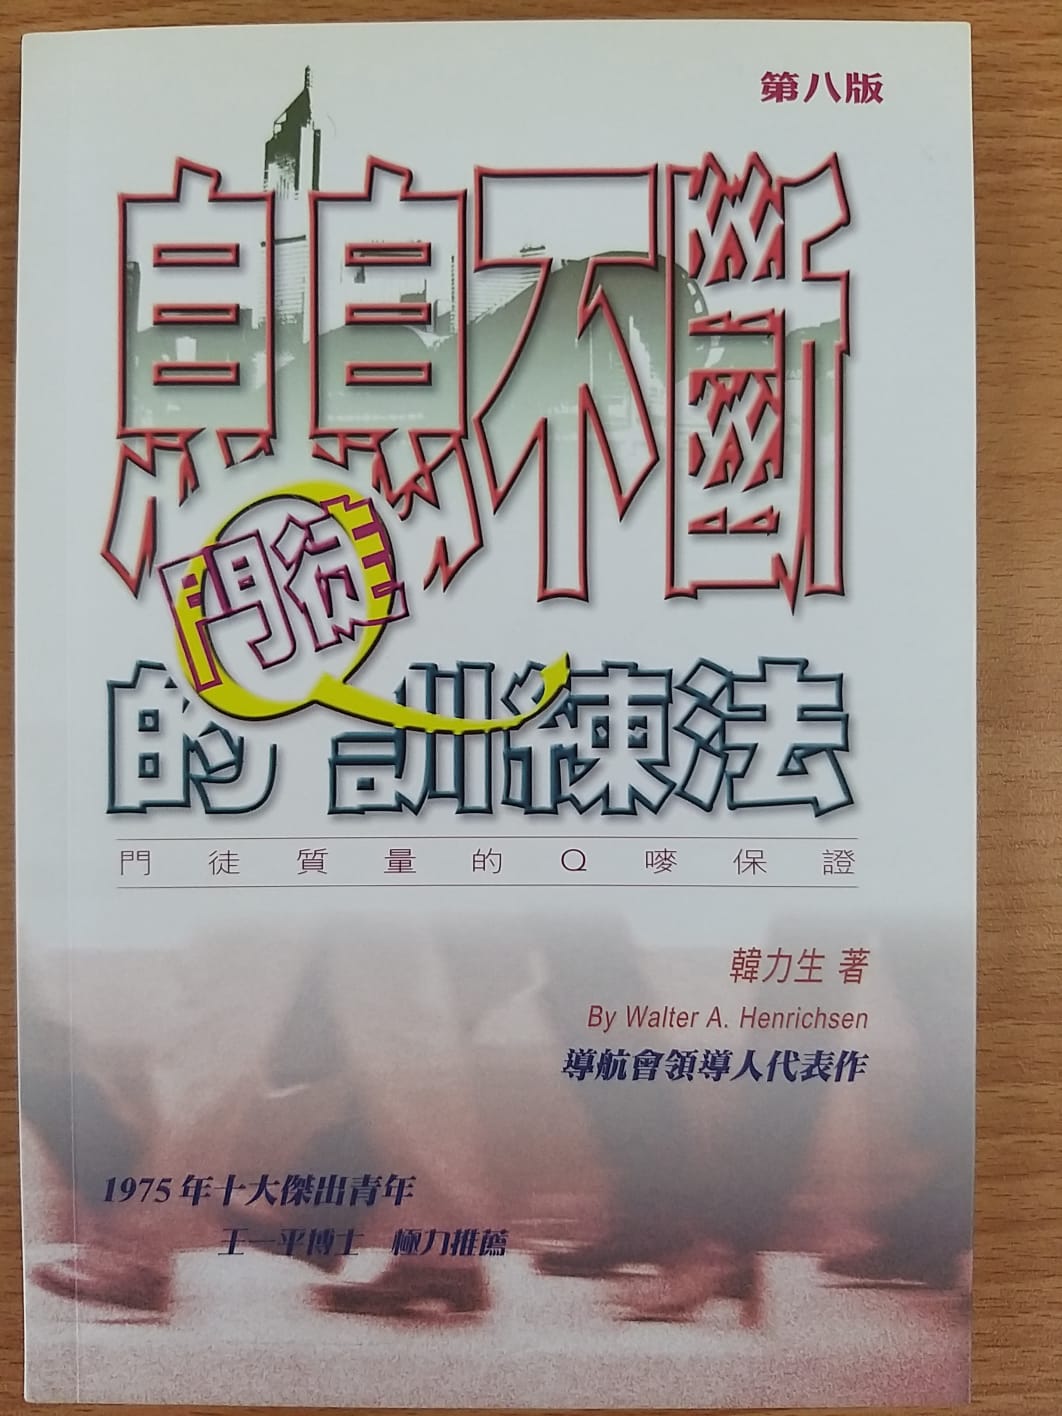 第八版
息息不斷
門徒
的訓練法
門徒質量的Q嘜保證
韓力生 著
By Walter A. Henrichsen
導航會領導人代表作
1975年十大傑出青年
王一平博士 極力推薦